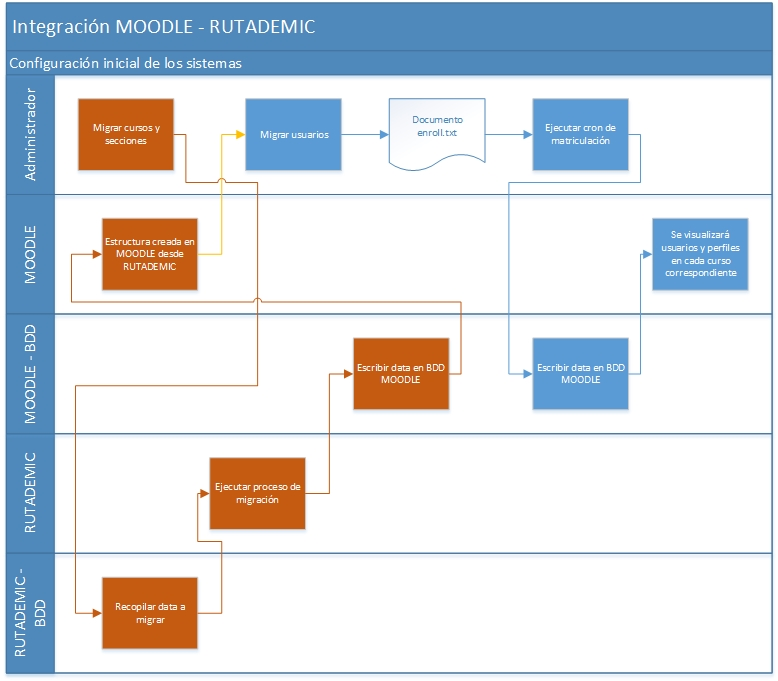 Integración MOODLE - RUTADEMIC
Configuración inicial de los sistemas
Administrador
Migrar cursos y
secciones
Migrar usuarios
Documento
enroll.txt
Ejecutar cron de
matriculación
MOODLE
Estructura creada en
MOODLE desde
RUTADEMIC
Se visualizará
usuarios y perfiles
en cada curso
correspondiente
MOODLE - BDD
Escribir data en BDD
MOODLE
Escribir data en BDD
MOODLE
RUTADEMIC
Ejecutar proceso de
migración
RUTADEMIC -
BDD
Recopilar data a
migrar